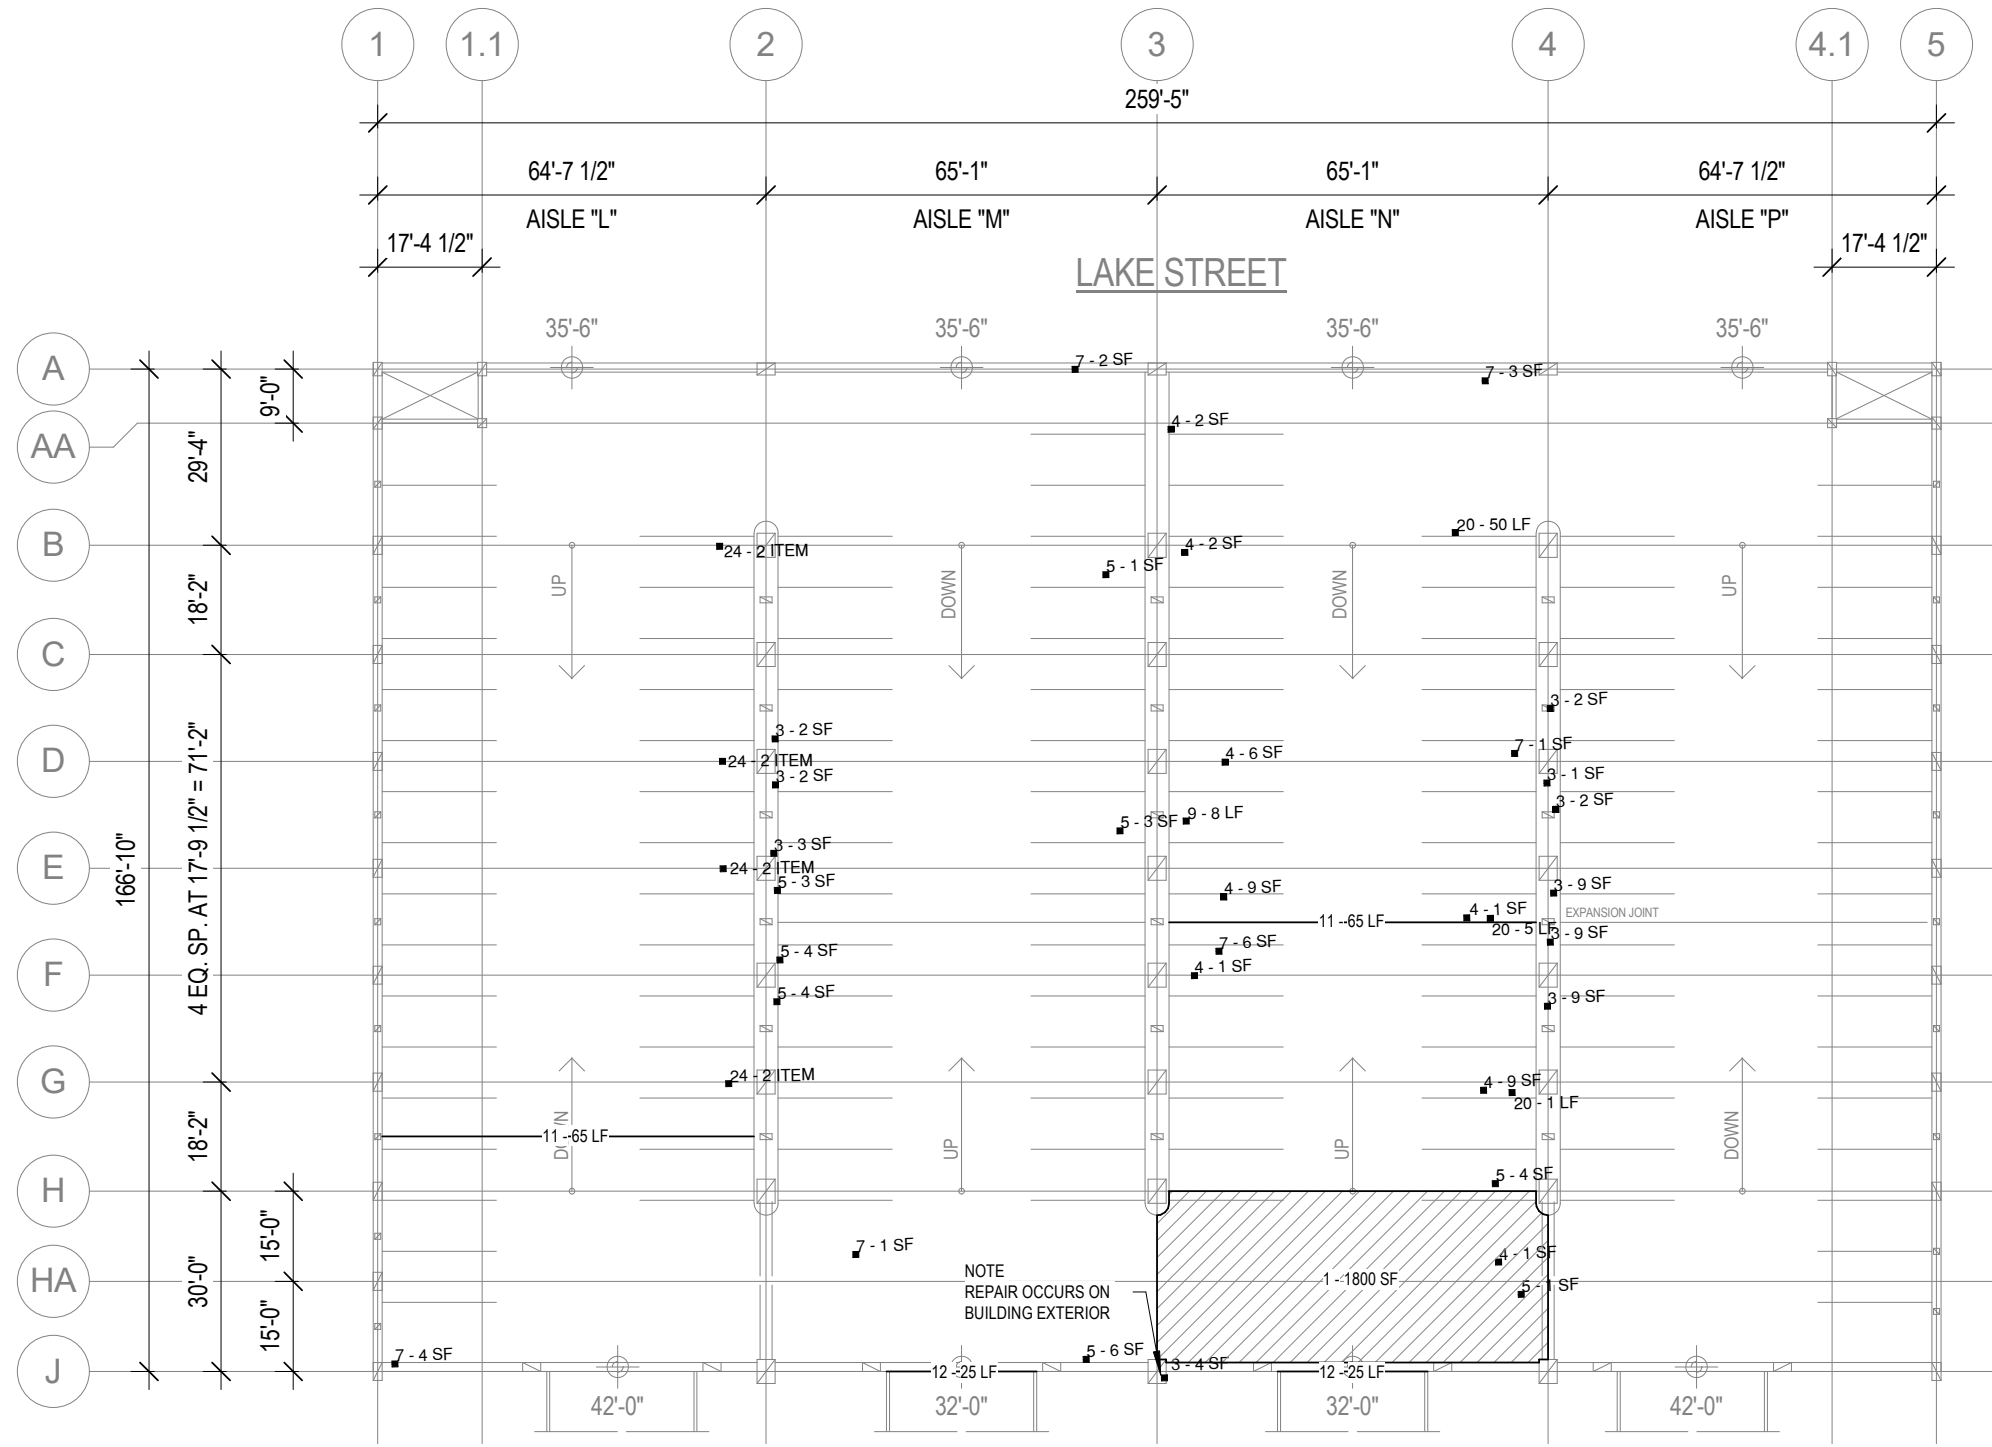 1
1.1
2
3
4
4.1
5
259'-5"
64'-7 1/2"
65'-1"
65'-1"
64'-7 1/2"
AISLE "L"
AISLE "M"
AISLE "N"
AISLE "P"
17'-4 1/2"
17'-4 1/2"
LAKE STREET
35'-6"
35'-6"
35'-6"
35'-6"
A
7 - 2 SF
7 - 3 SF
9'-0"
4 - 2 SF
AA
29'-4"
20 - 50 LF
B
24 - 2 ITEM
4 - 2 SF
5 - 1 SF
UP
DOWN
DOWN
UP
18'-2"
C
3 - 2 SF
3 - 2 SF
7 - 1 SF
D
24 - 2 ITEM
4 - 6 SF
3 - 2 SF
3 - 1 SF
3 - 2 SF
9 - 8 LF
5 - 3 SF
4 EQ. SP. AT 17'-9 1/2" = 71'-2"
166'-10"
3 - 3 SF
E
24 - 2 ITEM
5 - 3 SF
4 - 9 SF
3 - 9 SF
4 - 1 SF
EXPANSION JOINT
11 - 65 LF
20 - 5 LF
3 - 9 SF
7 - 6 SF
5 - 4 SF
F
4 - 1 SF
5 - 4 SF
3 - 9 SF
G
24 - 2 ITEM
4 - 9 SF
20 - 1 LF
18'-2"
11 - 65 LF
DOWN
UP
UP
DOWN
H
5 - 4 SF
15'-0"
7 - 1 SF
4 - 1 SF
30'-0"
HA
NOTE
REPAIR OCCURS ON
BUILDING EXTERIOR
1 - 1800 SF
5 - 1 SF
15'-0"
J
7 - 4 SF
5 - 6 SF
3 - 4 SF
12 - 25 LF
12 - 25 LF
42'-0"
32'-0"
32'-0"
42'-0"